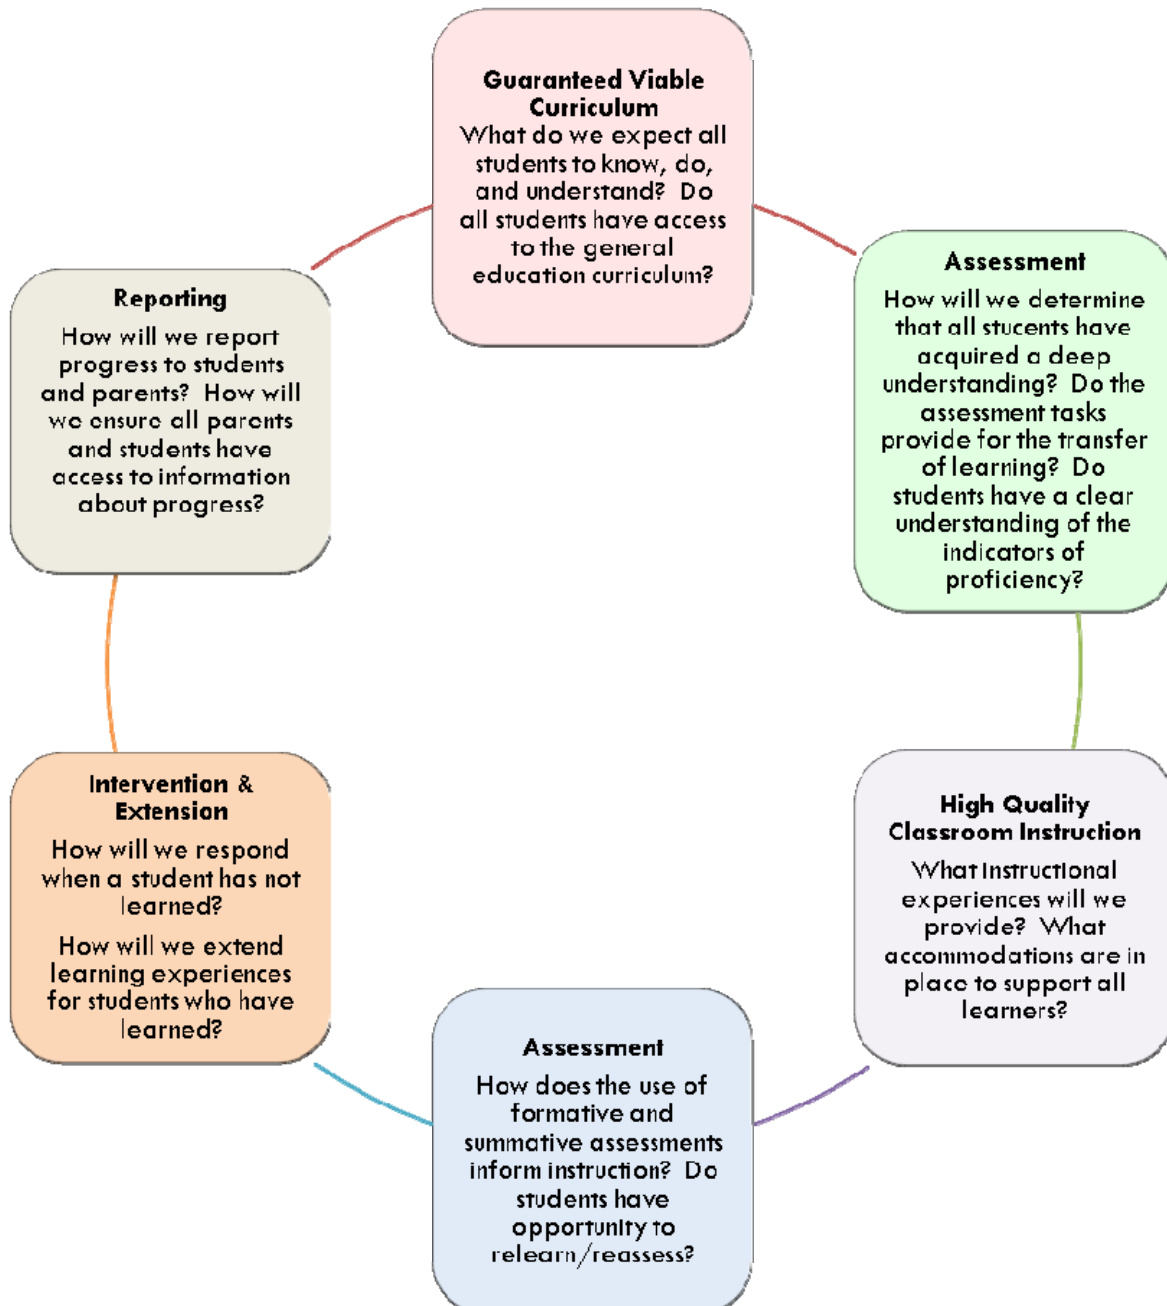 Guaranteed Viable
Curriculum
What do we expect all
students to know, do,
and understand? Do
all students have access
to the general
education curriculum?
Assessment
How will we determine
that all stucents have
acquired a deep
understanding? Do the
assessment tasks
provide for the transfer
of learning? Do
students have a clear
understanding of the
indicators of
proficiency?
High Quality
Classroom Instruction
What instructional
experiences will we
provide? What
accommodations are in
place to support all
learners?
Assessment
How does the use of
formative and
summative assessments
inform instruction? Do
students have
opportunity to
relearn/reassess?
Intervention &
Extension
How will we respond
when a student has not
learned?
How will we extend
learning experiences
for students who have
learned?
Reporting
How will we report
progress to students
and parents? How will
we ensure all parents
and students have
access to information
about progress?